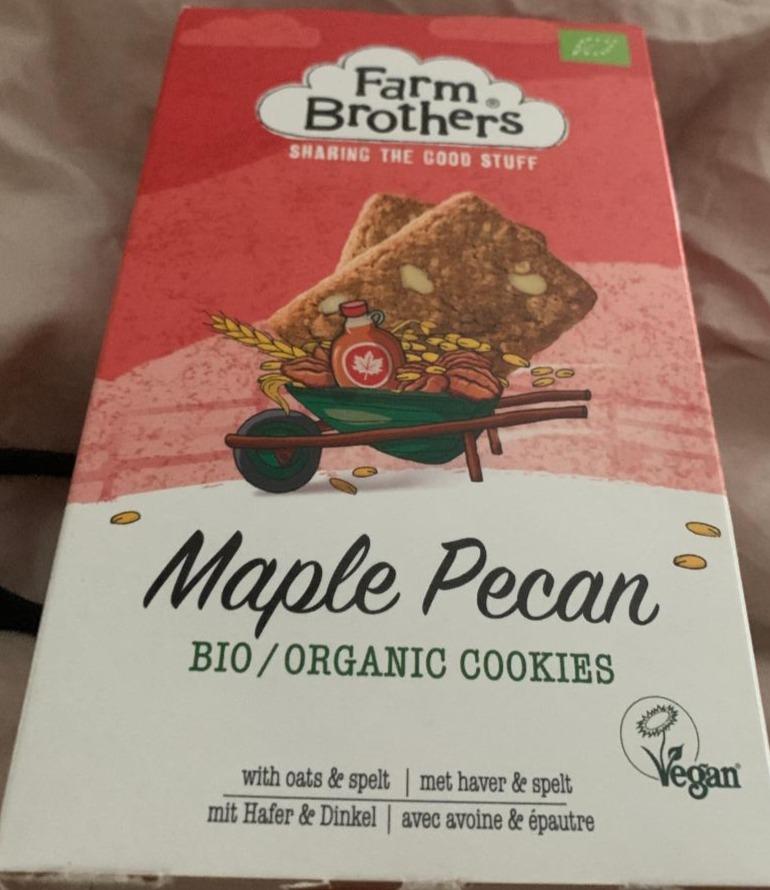 Farm
Brothers®
SHARING THE GOOD STUFF
Maple Pecan
BIO/ORGANIC COOKIES
Vegan
with oats & spelt | met haver & spelt
mit Hafer & Dinkel | avec avoine & épautre